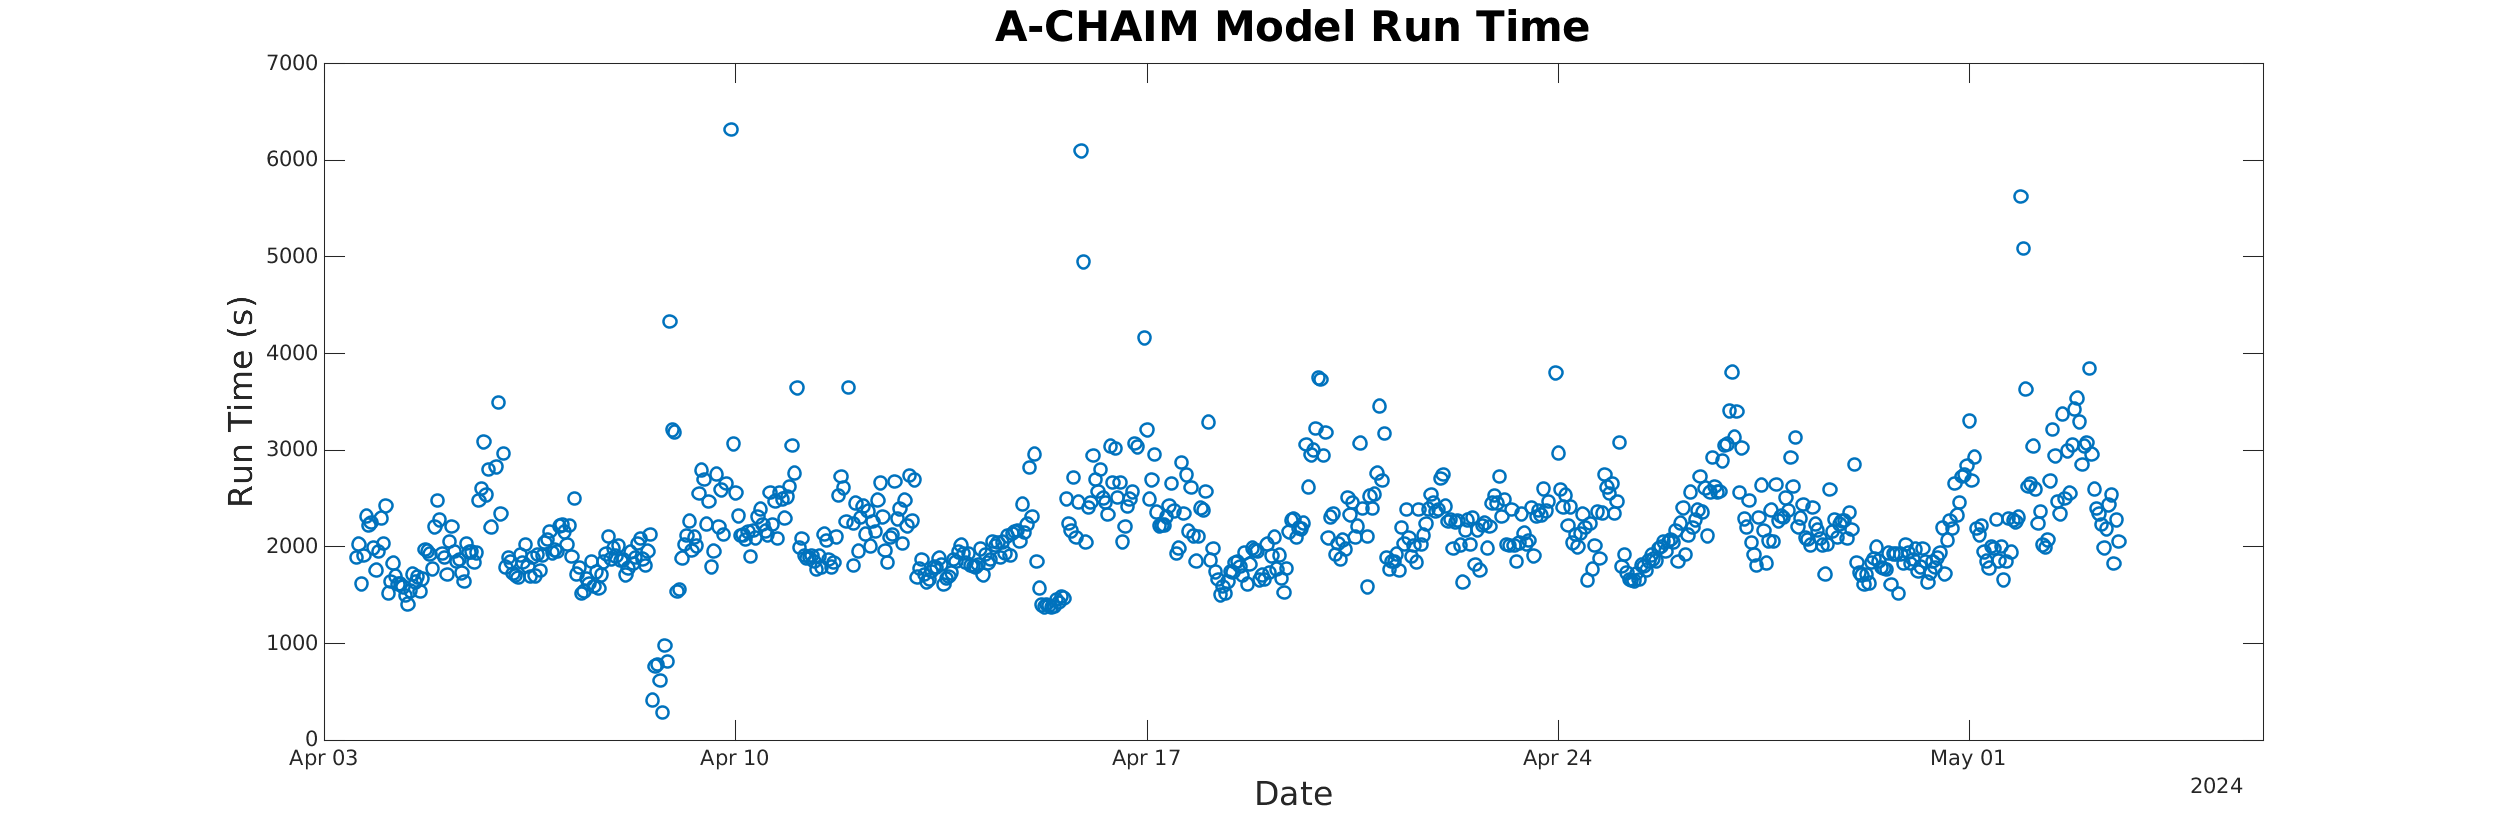 A-CHAIM Model Run Time
7000
6000
5000
4000
3000
2000
1000
0
Run Time (s)
Apr 03
Apr 10
Apr 17
Apr 24
May 01
2024
Date